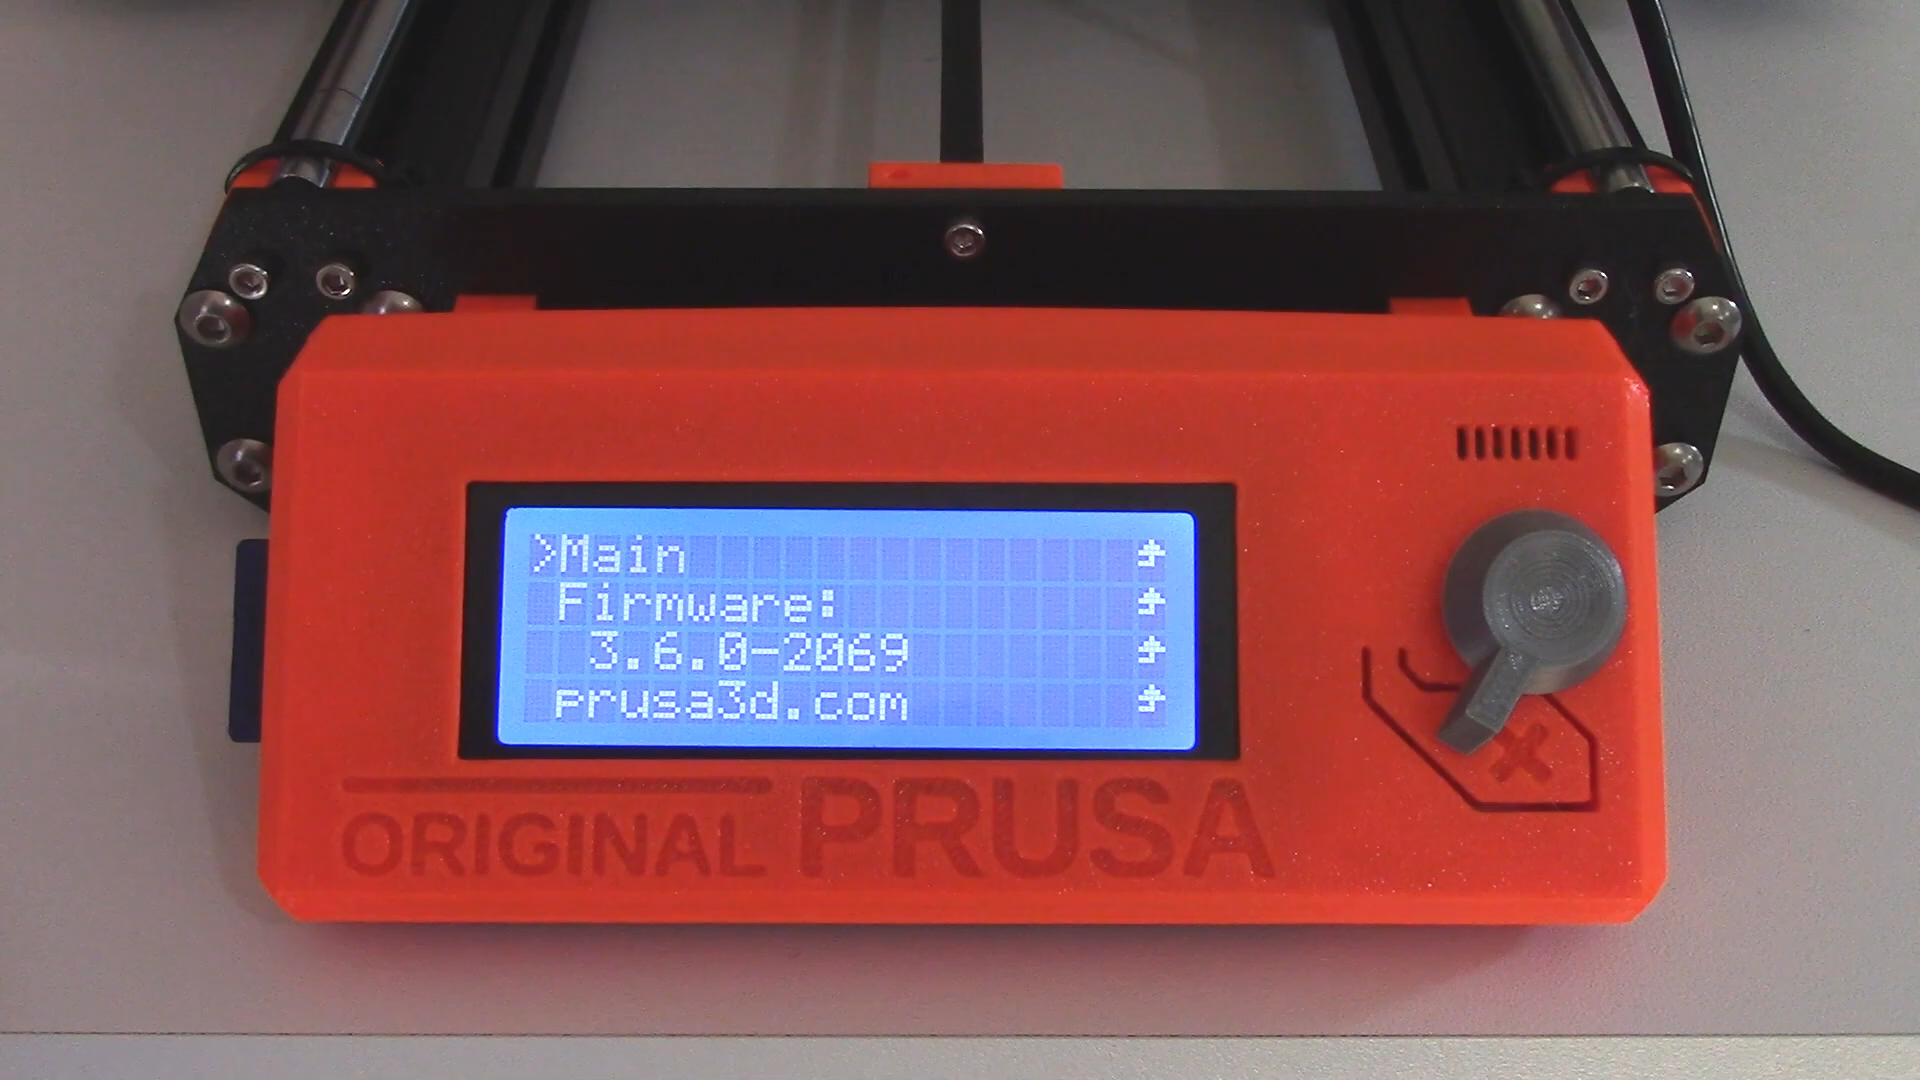 >Main
Firmware:
3.6.0-2069
prusa3d.com
ORIGINAL PRUSA